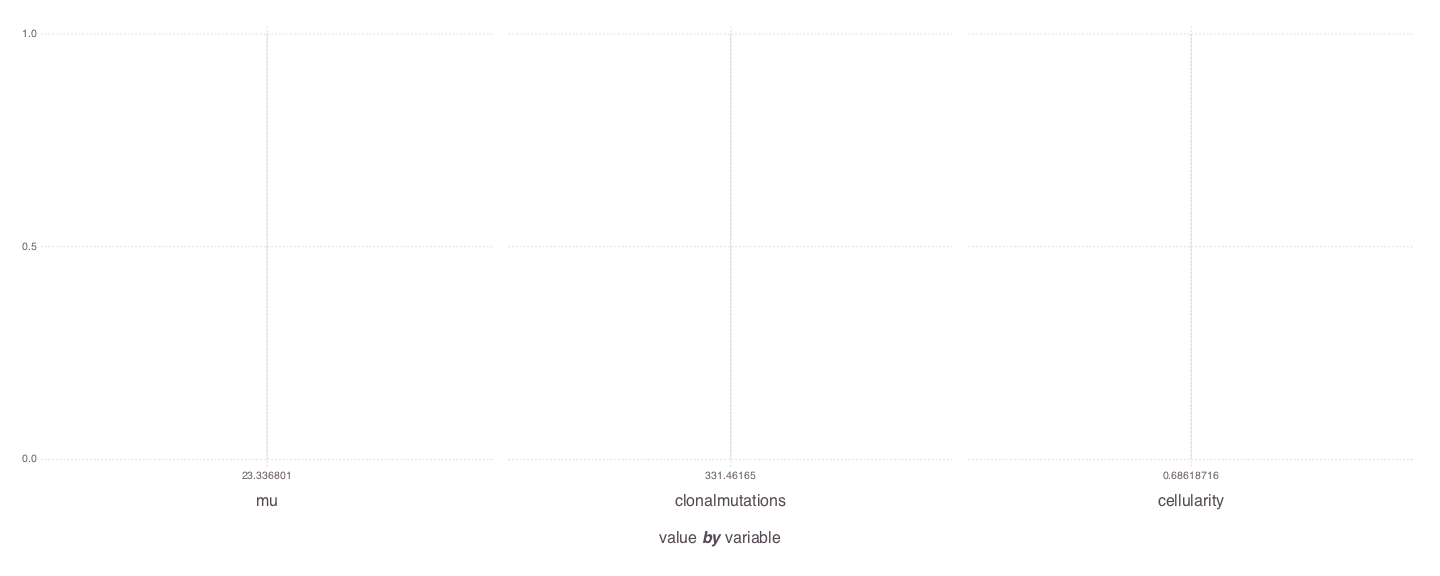 1.0
0.5
0.0
23.336801 331.46165 0.68618716
mu clonalmutations cellularity
value by variable